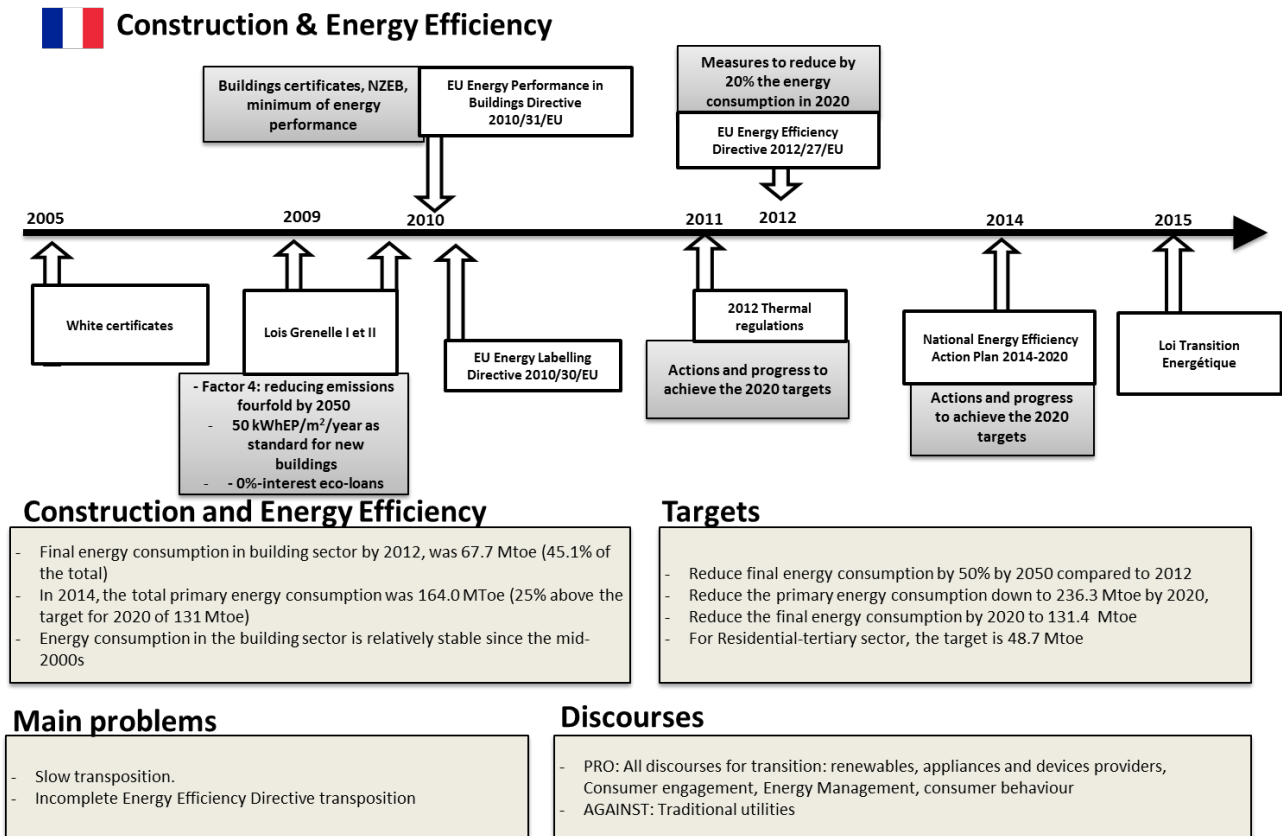 Construction & Energy Efficiency
Buildings certificates, NZEB,
minimum of energy
performance
EU Energy Performance in
Buildings Directive
2010/31/EU
Measures to reduce by
20% the energy
consumption in 2020
EU Energy Efficiency
Directive 2012/27/EU
2005
2009
2010
2011
2012
2014
2015
White certificates
Lois Grenelle I et II
- Factor 4: reducing emissions
fourfold by 2050
- 50 kWhEP/m²/year as
standard for new
buildings
- - 0%-interest eco-loans
EU Energy Labelling
Directive 2010/30/EU
2012 Thermal
regulations
Actions and progress to
achieve the 2020 targets
National Energy Efficiency
Action Plan 2014-2020
Actions and progress
to achieve the 2020
targets
Loi Transition
Energétique
Construction and Energy Efficiency
- Final energy consumption in building sector by 2012, was 67.7 Mtoe (45.1% of
the total)
- In 2014, the total primary energy consumption was 164.0 MToe (25% above the
target for 2020 of 131 Mtoe)
- Energy consumption in the building sector is relatively stable since the mid-
2000s
Targets
- Reduce final energy consumption by 50% by 2050 compared to 2012
- Reduce the primary energy consumption down to 236.3 Mtoe by 2020,
- Reduce the final energy consumption by 2020 to 131.4 Mtoe
- For Residential-tertiary sector, the target is 48.7 Mtoe
Main problems
- Slow transposition.
- Incomplete Energy Efficiency Directive transposition
Discourses
- PRO: All discourses for transition: renewables, appliances and devices providers,
Consumer engagement, Energy Management, consumer behaviour
- AGAINST: Traditional utilities